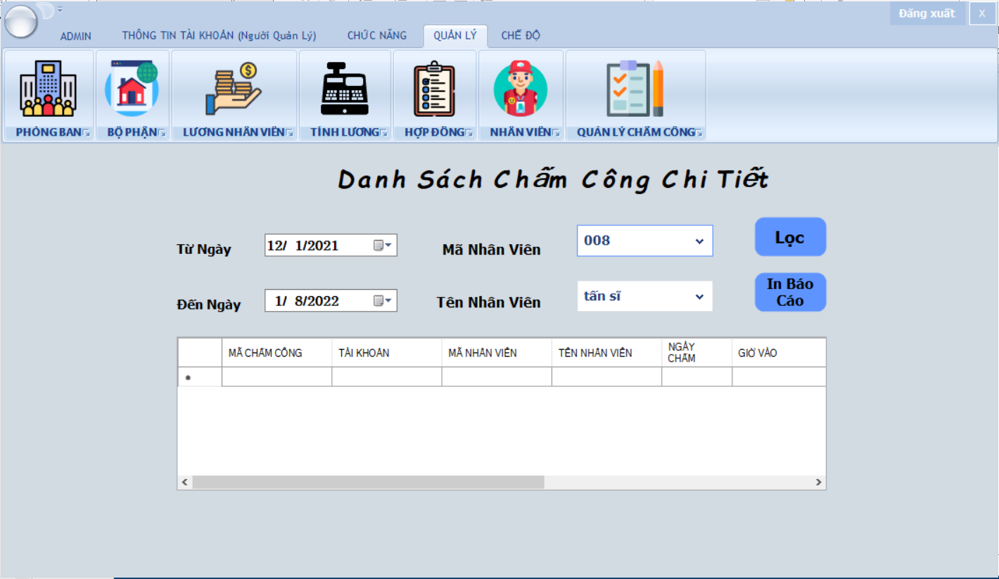 Đăng xuất X
ADMIN THÔNG TIN TÀI KHOẢN (Người Quản Lý) CHỨC NĂNG QUẢN LÝ CHẾ ĐỘ
PHÒNG BAN BỘ PHẬN LƯƠNG NHÂN VIÊN TÍNH LƯƠNG HỢP ĐỒNG NHÂN VIÊN QUẢN LÝ CHẤM CÔNG
Danh Sách Chấm Công Chi Tiết
Từ Ngày 12/ 1/2021 Mã Nhân Viên 008 Lọc
Đến Ngày 1/ 8/2022 Tên Nhân Viên tấn sĩ In Báo
Cáo
MÃ CHẤM CÔNG TÀI KHOẢN MÃ NHÂN VIÊN TÊN NHÂN VIÊN NGÀY
CHẤM GIỜ VÀO